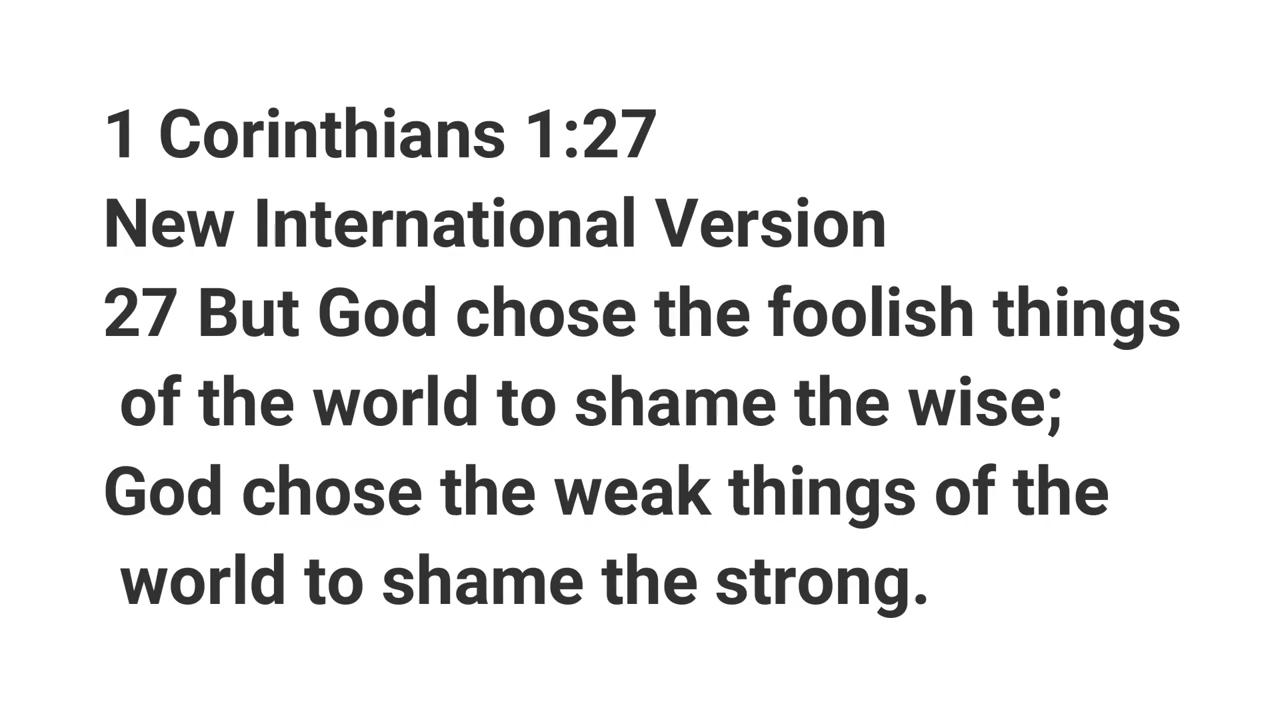 1 Corinthians 1:27
New International Version
27 But God chose the foolish things
of the world to shame the wise;
God chose the weak things of the
world to shame the strong.